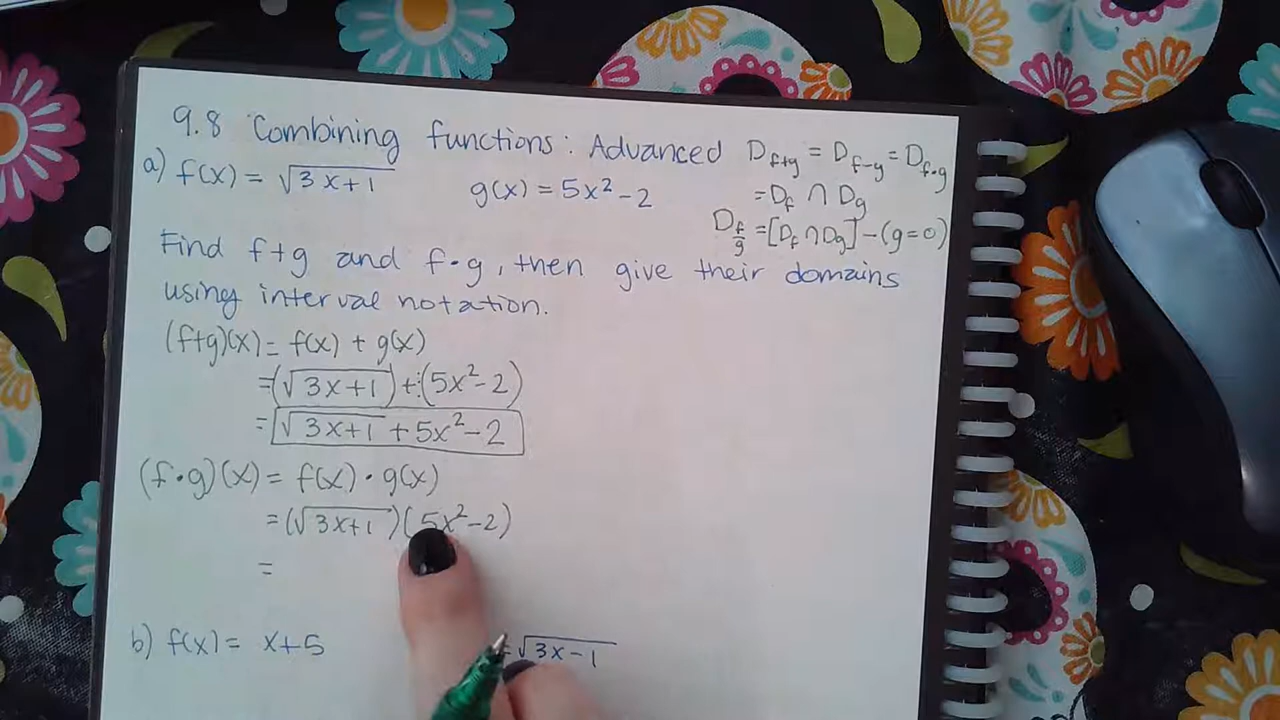 9.8 Combining functions: Advanced
D_{f+g} = D_{f-g} = D_{f•g}
= D_f ∩ D_g
D_{f/g} = [D_f ∩ D_g] - (g=0)
a) f(x) = √(3x+1) g(x) = 5x² - 2
Find f+g and f•g, then give their domains
using interval notation.
(f+g)(x) = f(x) + g(x)
= (√(3x+1)) + (5x² - 2)
= √(3x+1) + 5x² - 2
(f•g)(x) = f(x) • g(x)
= (√(3x+1))(5x² - 2)
=
b) f(x) = x+5 = √(3x-1)